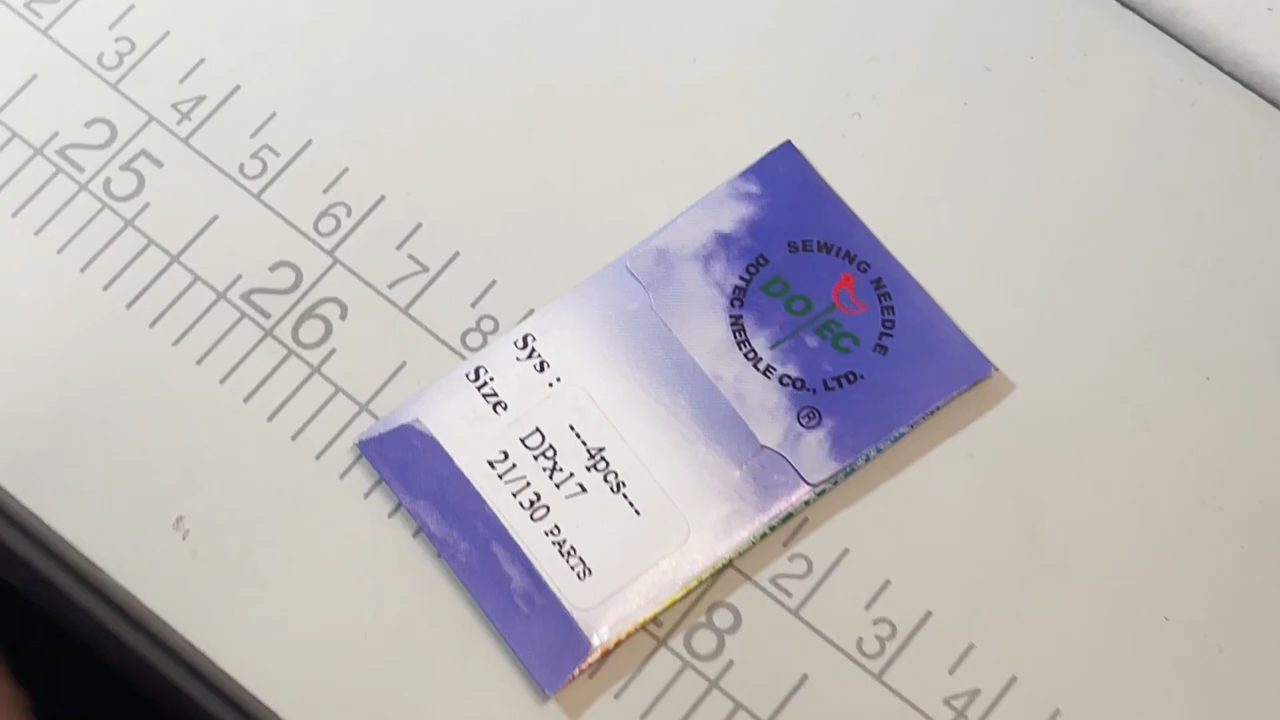 2 3 4 5 6 7 8
25 26
SEWING NEEDLE
DOTEC NEEDLE CO., LTD.
DOTEC
®
Sys :
Size
---4pcs---
DPx17
21/130 PARTS
2 3 4
8